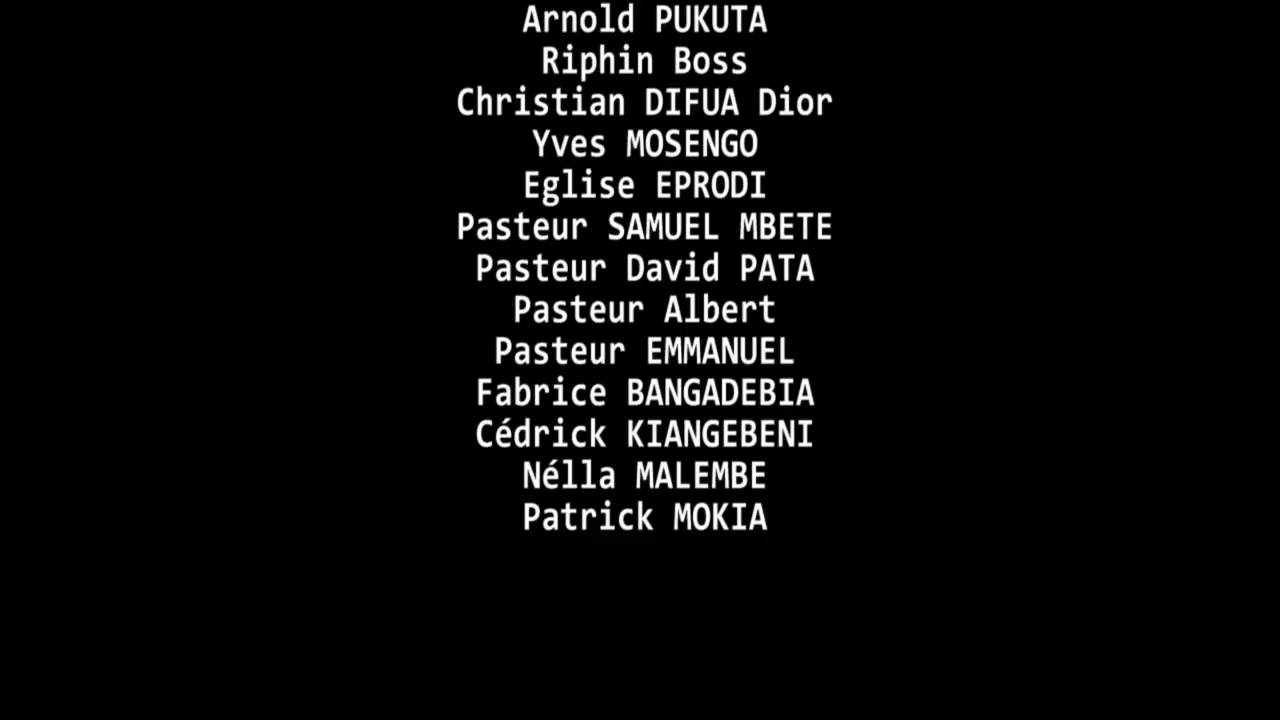 Arnold PUKUTA
Riphin Boss
Christian DIFUA Dior
Yves MOSENGO
Eglise EPRODI
Pasteur SAMUEL MBETE
Pasteur David PATA
Pasteur Albert
Pasteur EMMANUEL
Fabrice BANGADEBIA
Cédrick KIANGEBENI
Nélla MALEMBE
Patrick MOKIA